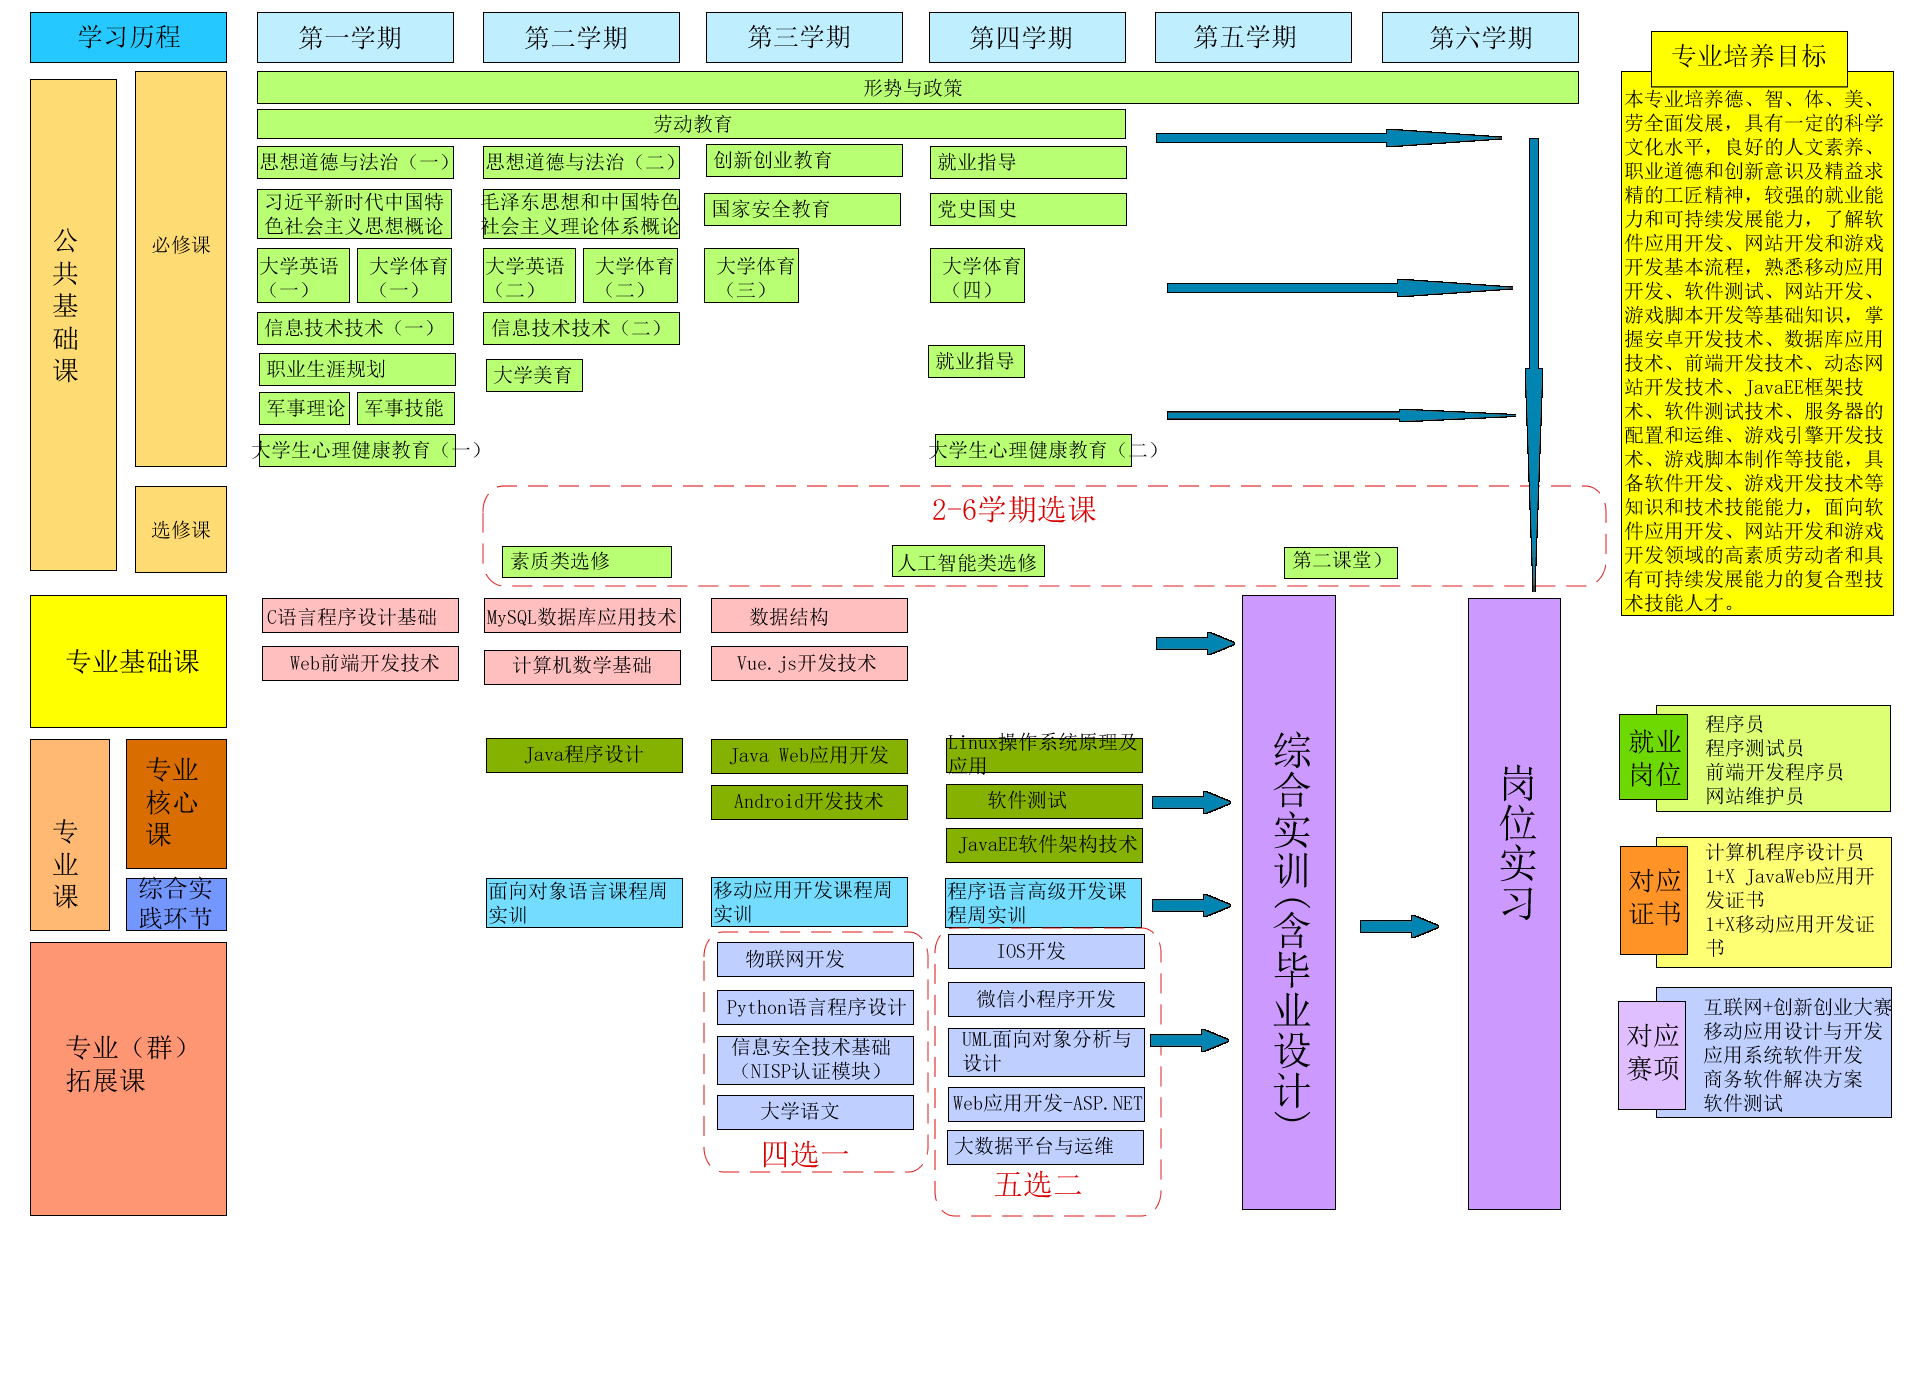 学习历程
第一学期
第二学期
第三学期
第四学期
第五学期
第六学期
公
共
基
础
课
必修课
选修课
形势与政策
劳动教育
思想道德与法治（一）
思想道德与法治（二）
创新创业教育
就业指导
习近平新时代中国特
色社会主义思想概论
毛泽东思想和中国特色
社会主义理论体系概论
国家安全教育
党史国史
大学英语
（一）
大学体育
（一）
大学英语
（二）
大学体育
（二）
大学体育
（三）
大学体育
（四）
信息技术技术（一）
信息技术技术（二）
职业生涯规划
大学美育
就业指导
军事理论
军事技能
大学生心理健康教育（一）
大学生心理健康教育（二）
2-6学期选课
素质类选修
人工智能类选修
第二课堂）
专业基础课
C语言程序设计基础
MySQL数据库应用技术
数据结构
Web前端开发技术
计算机数学基础
Vue.js开发技术
专
业
课
专业
核心
课
Java程序设计
Java Web应用开发
Linux操作系统原理及
应用
Android开发技术
软件测试
JavaEE软件架构技术
综合实
践环节
面向对象语言课程周
实训
移动应用开发课程周
实训
程序语言高级开发课
程周实训
专业（群）
拓展课
物联网开发
Python语言程序设计
信息安全技术基础
（NISP认证模块）
大学语文
四选一
IOS开发
微信小程序开发
UML面向对象分析与
设计
Web应用开发-ASP.NET
大数据平台与运维
五选二
综合实训（含毕业设计）
岗位实习
专业培养目标
本专业培养德、智、体、美、
劳全面发展，具有一定的科学
文化水平，良好的人文素养、
职业道德和创新意识及精益求
精的工匠精神，较强的就业能
力和可持续发展能力，了解软
件应用开发、网站开发和游戏
开发基本流程，熟悉移动应用
开发、软件测试、网站开发、
游戏脚本开发等基础知识，掌
握安卓开发技术、数据库应用
技术、前端开发技术、动态网
站开发技术、JavaEE框架技
术、软件测试技术、服务器的
配置和运维、游戏引擎开发技
术、游戏脚本制作等技能，具
备软件开发、游戏开发技术等
知识和技术技能能力，面向软
件应用开发、网站开发和游戏
开发领域的高素质劳动者和具
有可持续发展能力的复合型技
术技能人才。
就业
岗位
程序员
程序测试员
前端开发程序员
网站维护员
对应
证书
计算机程序设计员
1+X JavaWeb应用开
发证书
1+X移动应用开发证
书
对应
赛项
互联网+创新创业大赛
移动应用设计与开发
应用系统软件开发
商务软件解决方案
软件测试